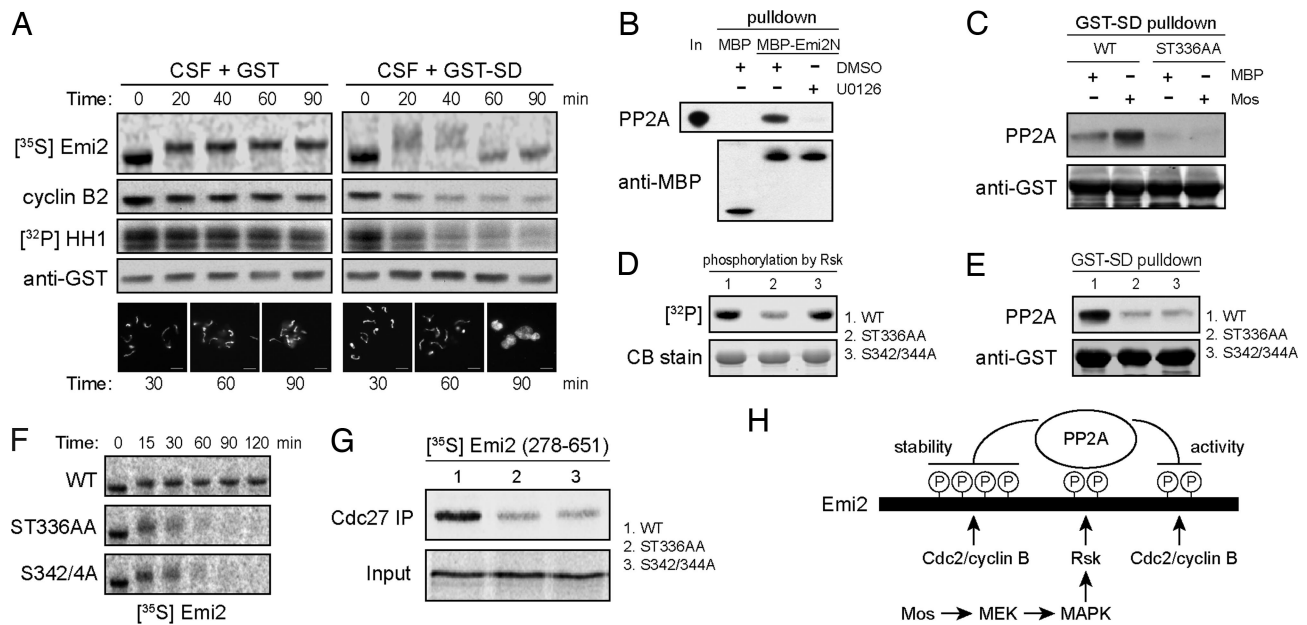 A
CSF + GST
CSF + GST-SD
Time: 0 20 40 60 90 0 20 40 60 90 min
[³⁵S] Emi2
cyclin B2
[³²P] HH1
anti-GST
Time: 30 60 90 30 60 90 min
B
pulldown
In MBP MBP-Emi2N
+ + – DMSO
– – + U0126
PP2A
anti-MBP
C
GST-SD pulldown
WT ST336AA
+ – + – MBP
– + – + Mos
PP2A
anti-GST
D
phosphorylation by Rsk
1 2 3
[³²P]
CB stain
1. WT
2. ST336AA
3. S342/344A
E
GST-SD pulldown
1 2 3
PP2A
anti-GST
1. WT
2. ST336AA
3. S342/344A
F
Time: 0 15 30 60 90 120 min
WT
ST336AA
S342/4A
[³⁵S] Emi2
G
[³⁵S] Emi2 (278-651)
1 2 3
Cdc27 IP
Input
1. WT
2. ST336AA
3. S342/344A
H
PP2A
stability activity
P P P P P P P P
Emi2
Cdc2/cyclin B Rsk Cdc2/cyclin B
Mos MEK MAPK